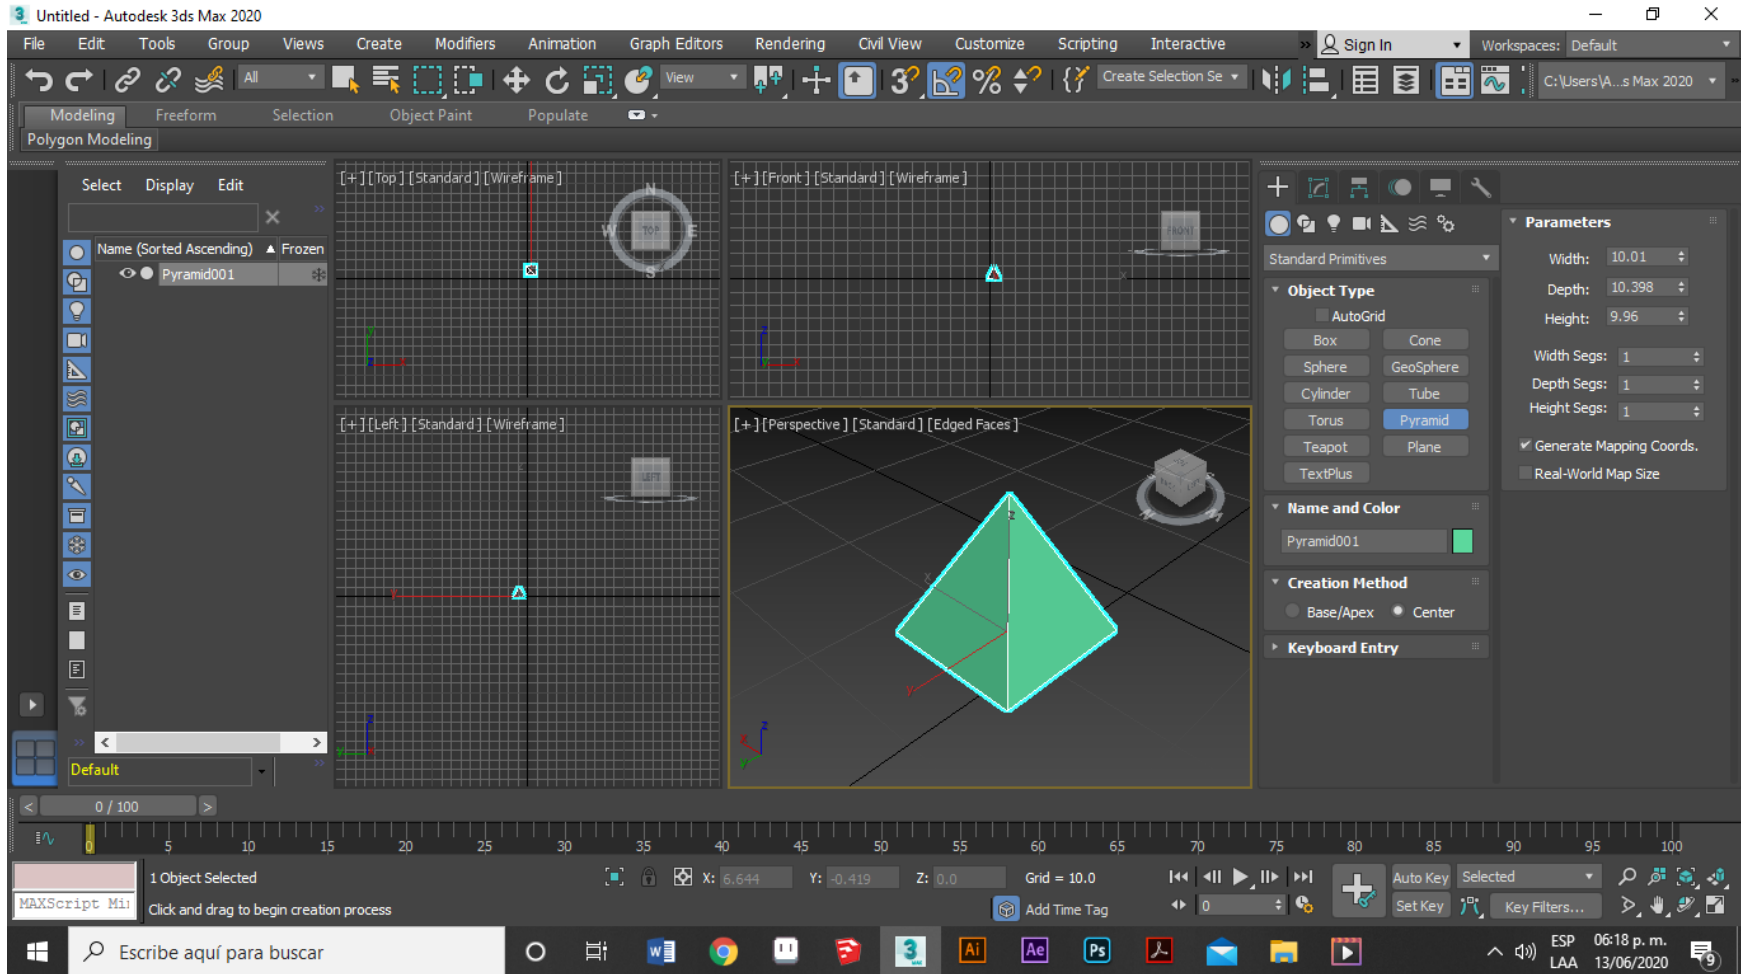 Untitled - Autodesk 3ds Max 2020
File Edit Tools Group Views Create Modifiers Animation Graph Editors Rendering Civil View Customize Scripting Interactive Sign In Workspaces: Default
All View Create Selection Se C:\Users\A...s Max 2020
Modeling Freeform Selection Object Paint Populate
Polygon Modeling
Select Display Edit
Name (Sorted Ascending) Frozen
Pyramid001
Default
[+][Top][Standard][Wireframe]
N
W TOP E
S
[+][Front][Standard][Wireframe]
FRONT
[+][Left][Standard][Wireframe]
LEFT
[+][Perspective][Standard][Edged Faces]
Standard Primitives
Object Type
AutoGrid
Box Cone
Sphere GeoSphere
Cylinder Tube
Torus Pyramid
Teapot Plane
TextPlus
Name and Color
Pyramid001
Creation Method
Base/Apex Center
Keyboard Entry
Parameters
Width: 10.01
Depth: 10.398
Height: 9.96
Width Segs: 1
Depth Segs: 1
Height Segs: 1
Generate Mapping Coords.
Real-World Map Size
< 0 / 100 >
0 5 10 15 20 25 30 35 40 45 50 55 60 65 70 75 80 85 90 95 100
1 Object Selected X: 6.644 Y: -0.419 Z: 0.0 Grid = 10.0 Auto Key Selected
MAXScript Mi Click and drag to begin creation process Add Time Tag 0 Set Key Key Filters...
Escribe aquí para buscar
Ai Ae Ps
ESP 06:18 p. m.
LAA 13/06/2020
9